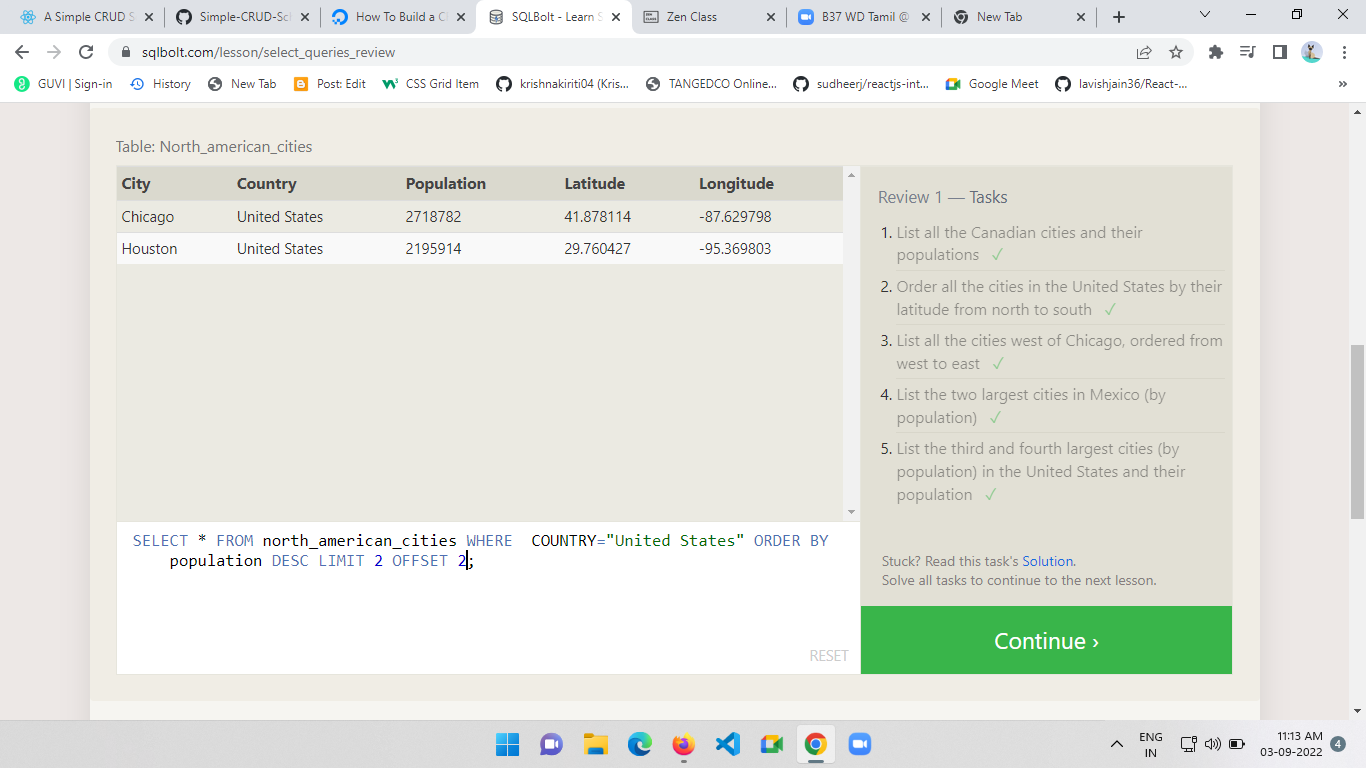 A Simple CRUD S
Simple-CRUD-Sch
How To Build a C
SQLBolt - Learn S
Zen Class
B37 WD Tamil @
New Tab
sqlbolt.com/lesson/select_queries_review
GUVI | Sign-in
History
New Tab
Post: Edit
CSS Grid Item
krishnakiriti04 (Kris...
TANGEDCO Online...
sudheerj/reactjs-int...
Google Meet
lavishjain36/React-...
Table: North_american_cities
City Country Population Latitude Longitude
Chicago United States 2718782 41.878114 -87.629798
Houston United States 2195914 29.760427 -95.369803
SELECT * FROM north_american_cities WHERE  COUNTRY="United States" ORDER BY
population DESC LIMIT 2 OFFSET 2;
RESET
Review 1 — Tasks
1. List all the Canadian cities and their
populations ✓
2. Order all the cities in the United States by their
latitude from north to south ✓
3. List all the cities west of Chicago, ordered from
west to east ✓
4. List the two largest cities in Mexico (by
population) ✓
5. List the third and fourth largest cities (by
population) in the United States and their
population ✓
Stuck? Read this task's Solution.
Solve all tasks to continue to the next lesson.
Continue ›
ENG
IN
11:13 AM
03-09-2022
4